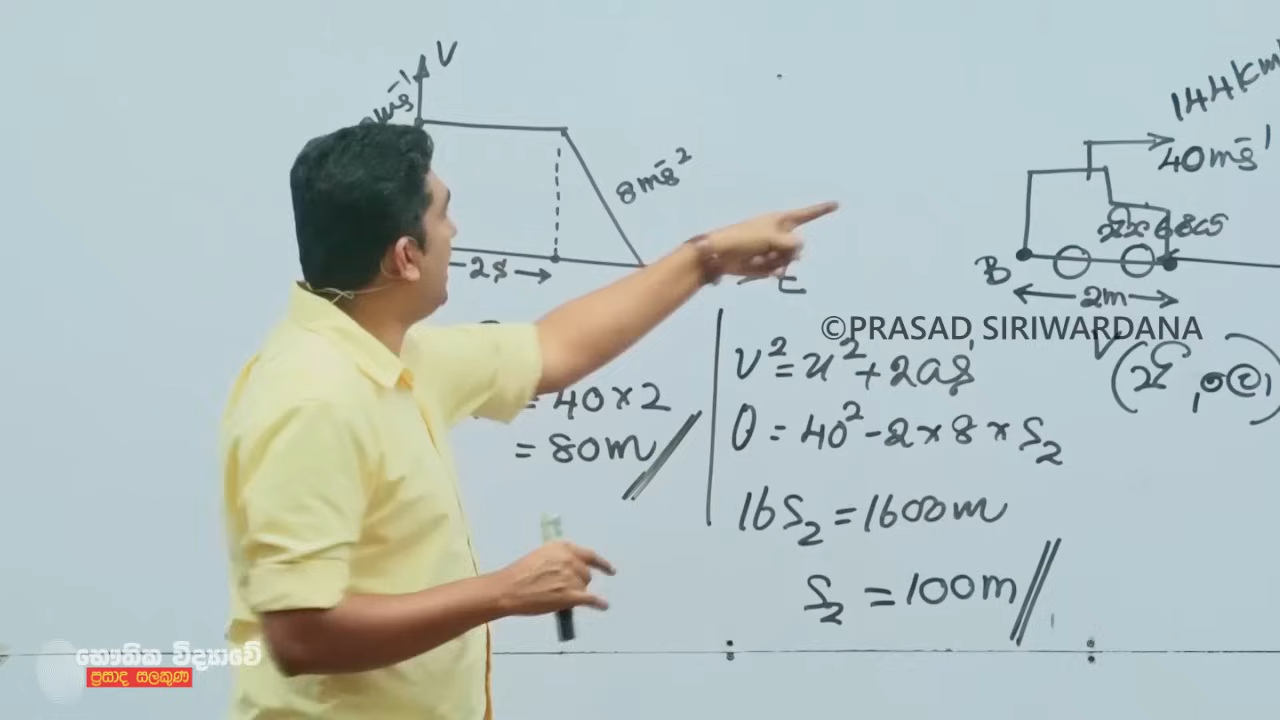 V
ms⁻¹
8ms⁻²
2s
t
144km
40ms⁻¹
B
2m
©PRASAD SIRIWARDANA
= 40×2
= 80m
V² = u² + 2as
0 = 40² - 2×8×S₂
16S₂ = 1600m
S₂ = 100m
V
භෞතික විද්‍යාවේ
ප්‍රසාද සලකුණ